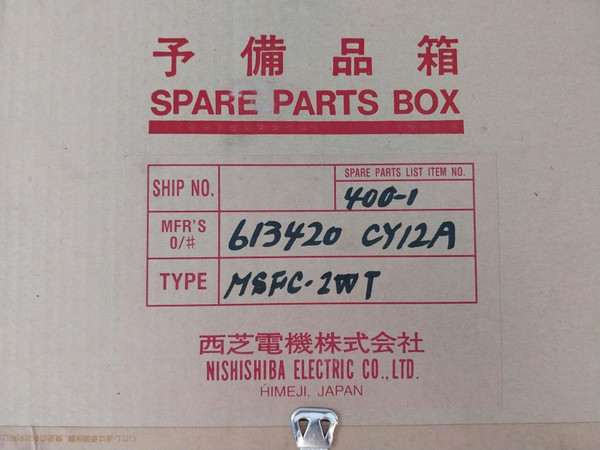 予備品箱
SPARE PARTS BOX
SHIP NO.
SPARE PARTS LIST ITEM NO.
400-1
MFR'S O/# 613420 CY12A
TYPE MSFC-2WT
西芝電機株式会社
NISHISHIBA ELECTRIC CO., LTD.
HIMEJI, JAPAN